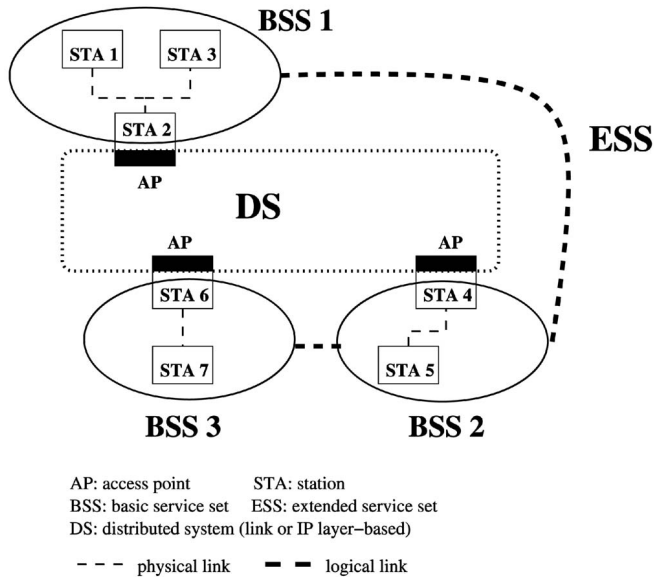 BSS 1
STA 1
STA 3
STA 2
ESS
AP
DS
AP
AP
STA 6
STA 4
STA 7
STA 5
BSS 3
BSS 2
AP: access point STA: station
BSS: basic service set ESS: extended service set
DS: distributed system (link or IP layer−based)
physical link logical link